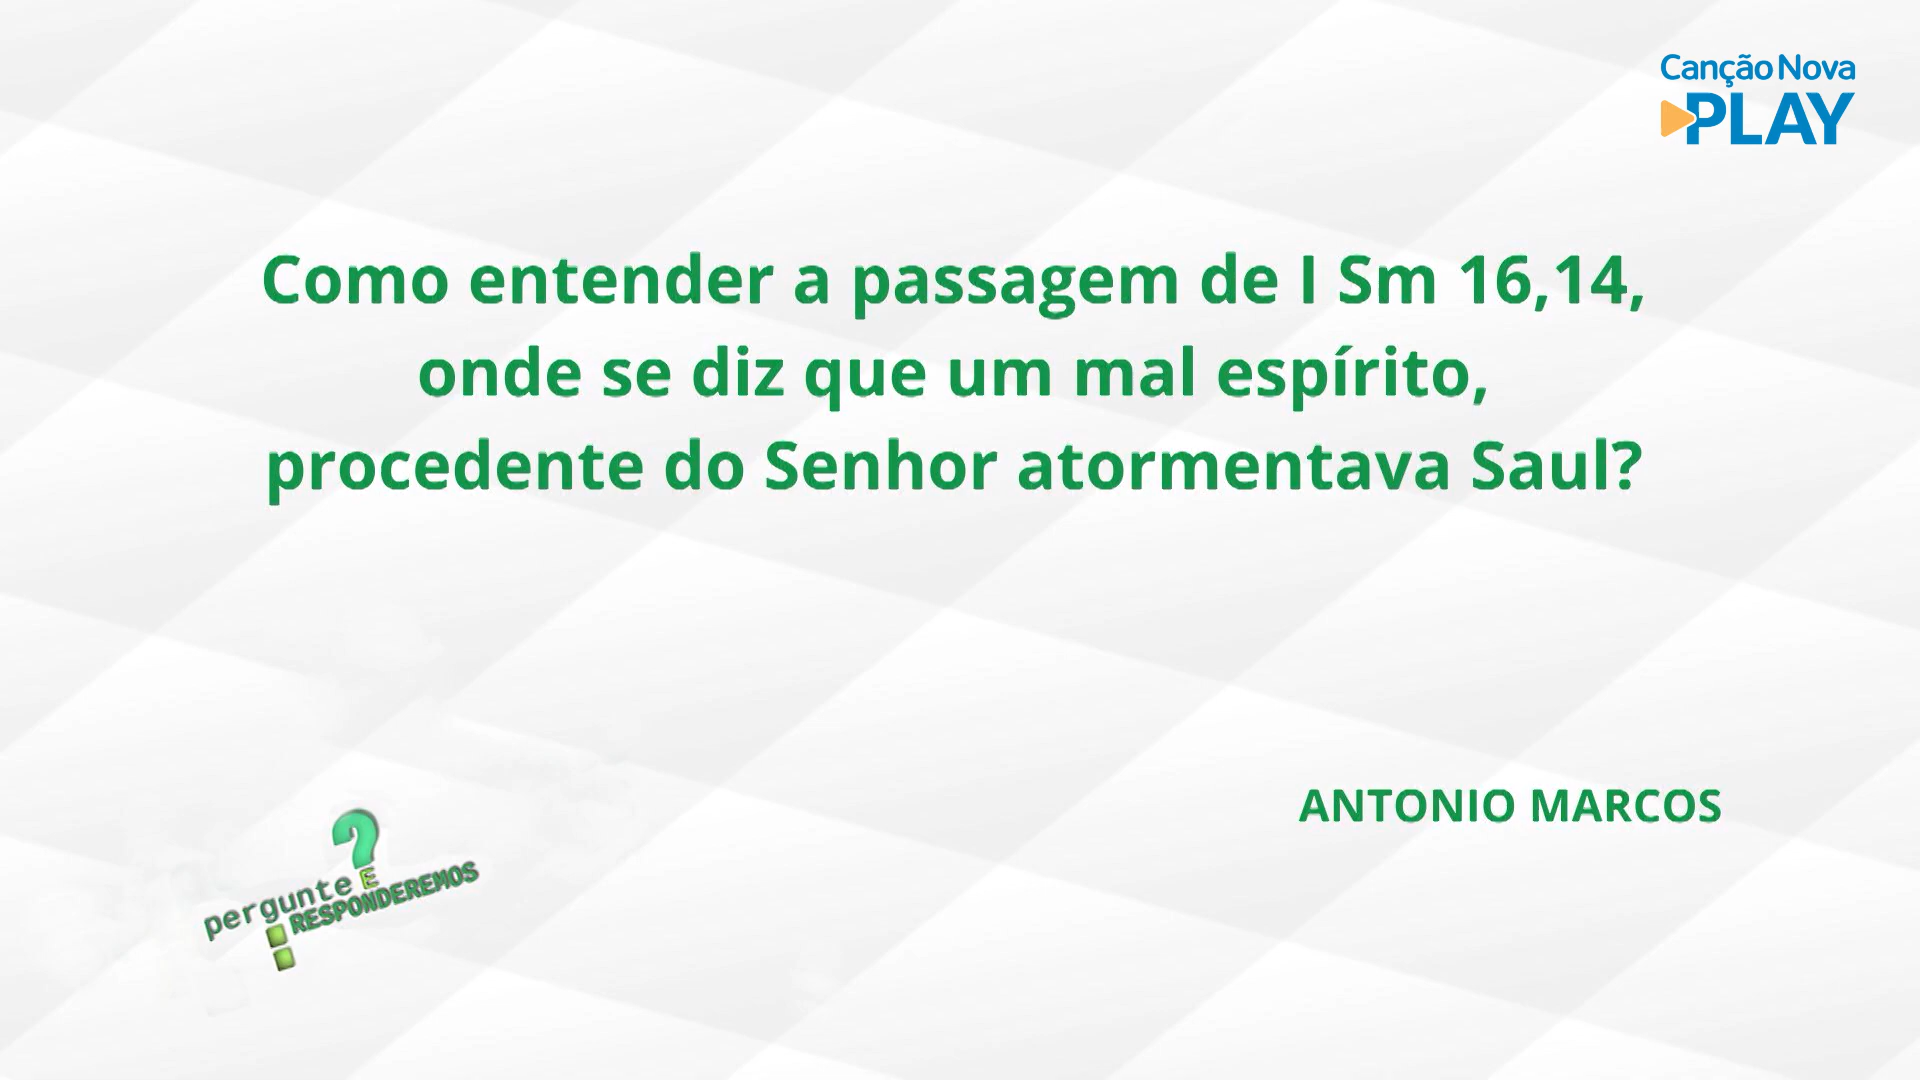 Canção Nova
PLAY
Como entender a passagem de I Sm 16,14,
onde se diz que um mal espírito,
procedente do Senhor atormentava Saul?
ANTONIO MARCOS
pergunte E
RESPONDEREMOS